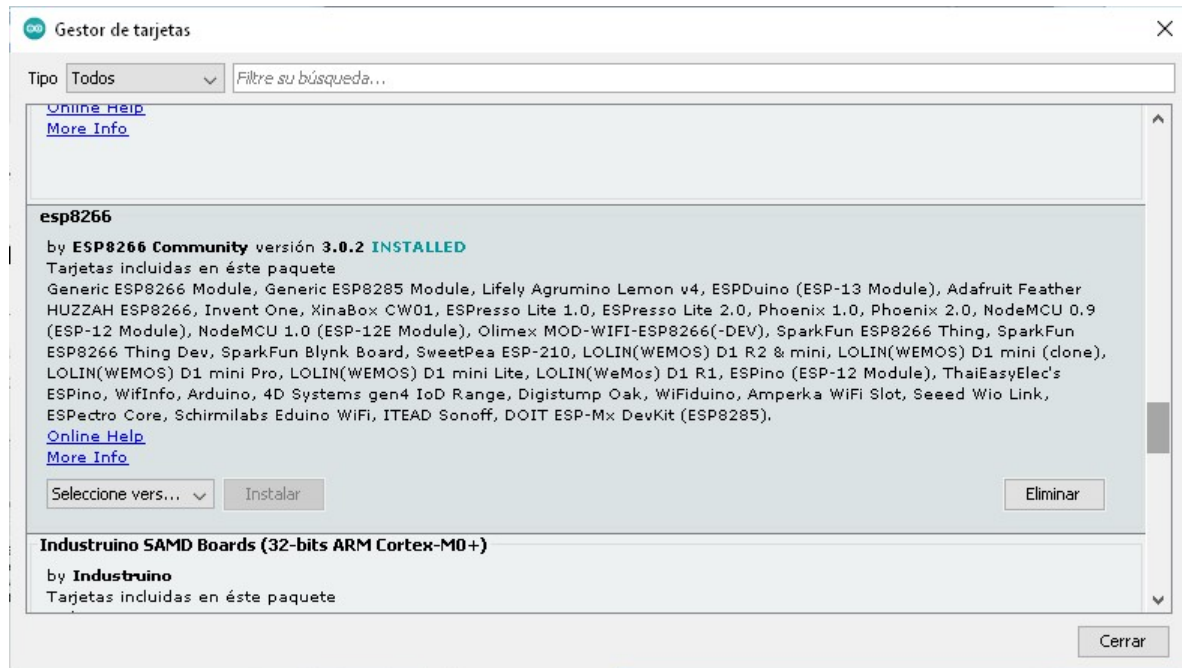 Gestor de tarjetas
Tipo Todos Filtre su búsqueda...
Online Help
More Info
esp8266
by ESP8266 Community versión 3.0.2 INSTALLED
Tarjetas incluidas en éste paquete
Generic ESP8266 Module, Generic ESP8285 Module, Lifely Agrumino Lemon v4, ESPDuino (ESP-13 Module), Adafruit Feather
HUZZAH ESP8266, Invent One, XinaBox CW01, ESPresso Lite 1.0, ESPresso Lite 2.0, Phoenix 1.0, Phoenix 2.0, NodeMCU 0.9
(ESP-12 Module), NodeMCU 1.0 (ESP-12E Module), Olimex MOD-WIFI-ESP8266(-DEV), SparkFun ESP8266 Thing, SparkFun
ESP8266 Thing Dev, SparkFun Blynk Board, SweetPea ESP-210, LOLIN(WEMOS) D1 R2 & mini, LOLIN(WEMOS) D1 mini (clone),
LOLIN(WEMOS) D1 mini Pro, LOLIN(WEMOS) D1 mini Lite, LOLIN(WeMos) D1 R1, ESPino (ESP-12 Module), ThaiEasyElec's
ESPino, WifInfo, Arduino, 4D Systems gen4 IoD Range, Digistump Oak, WiFiduino, Amperka WiFi Slot, Seeed Wio Link,
ESPectro Core, Schirmilabs Eduino WiFi, ITEAD Sonoff, DOIT ESP-Mx DevKit (ESP8285).
Online Help
More Info
Seleccione vers... Instalar Eliminar
Industruino SAMD Boards (32-bits ARM Cortex-M0+)
by Industruino
Tarjetas incluidas en éste paquete
Cerrar